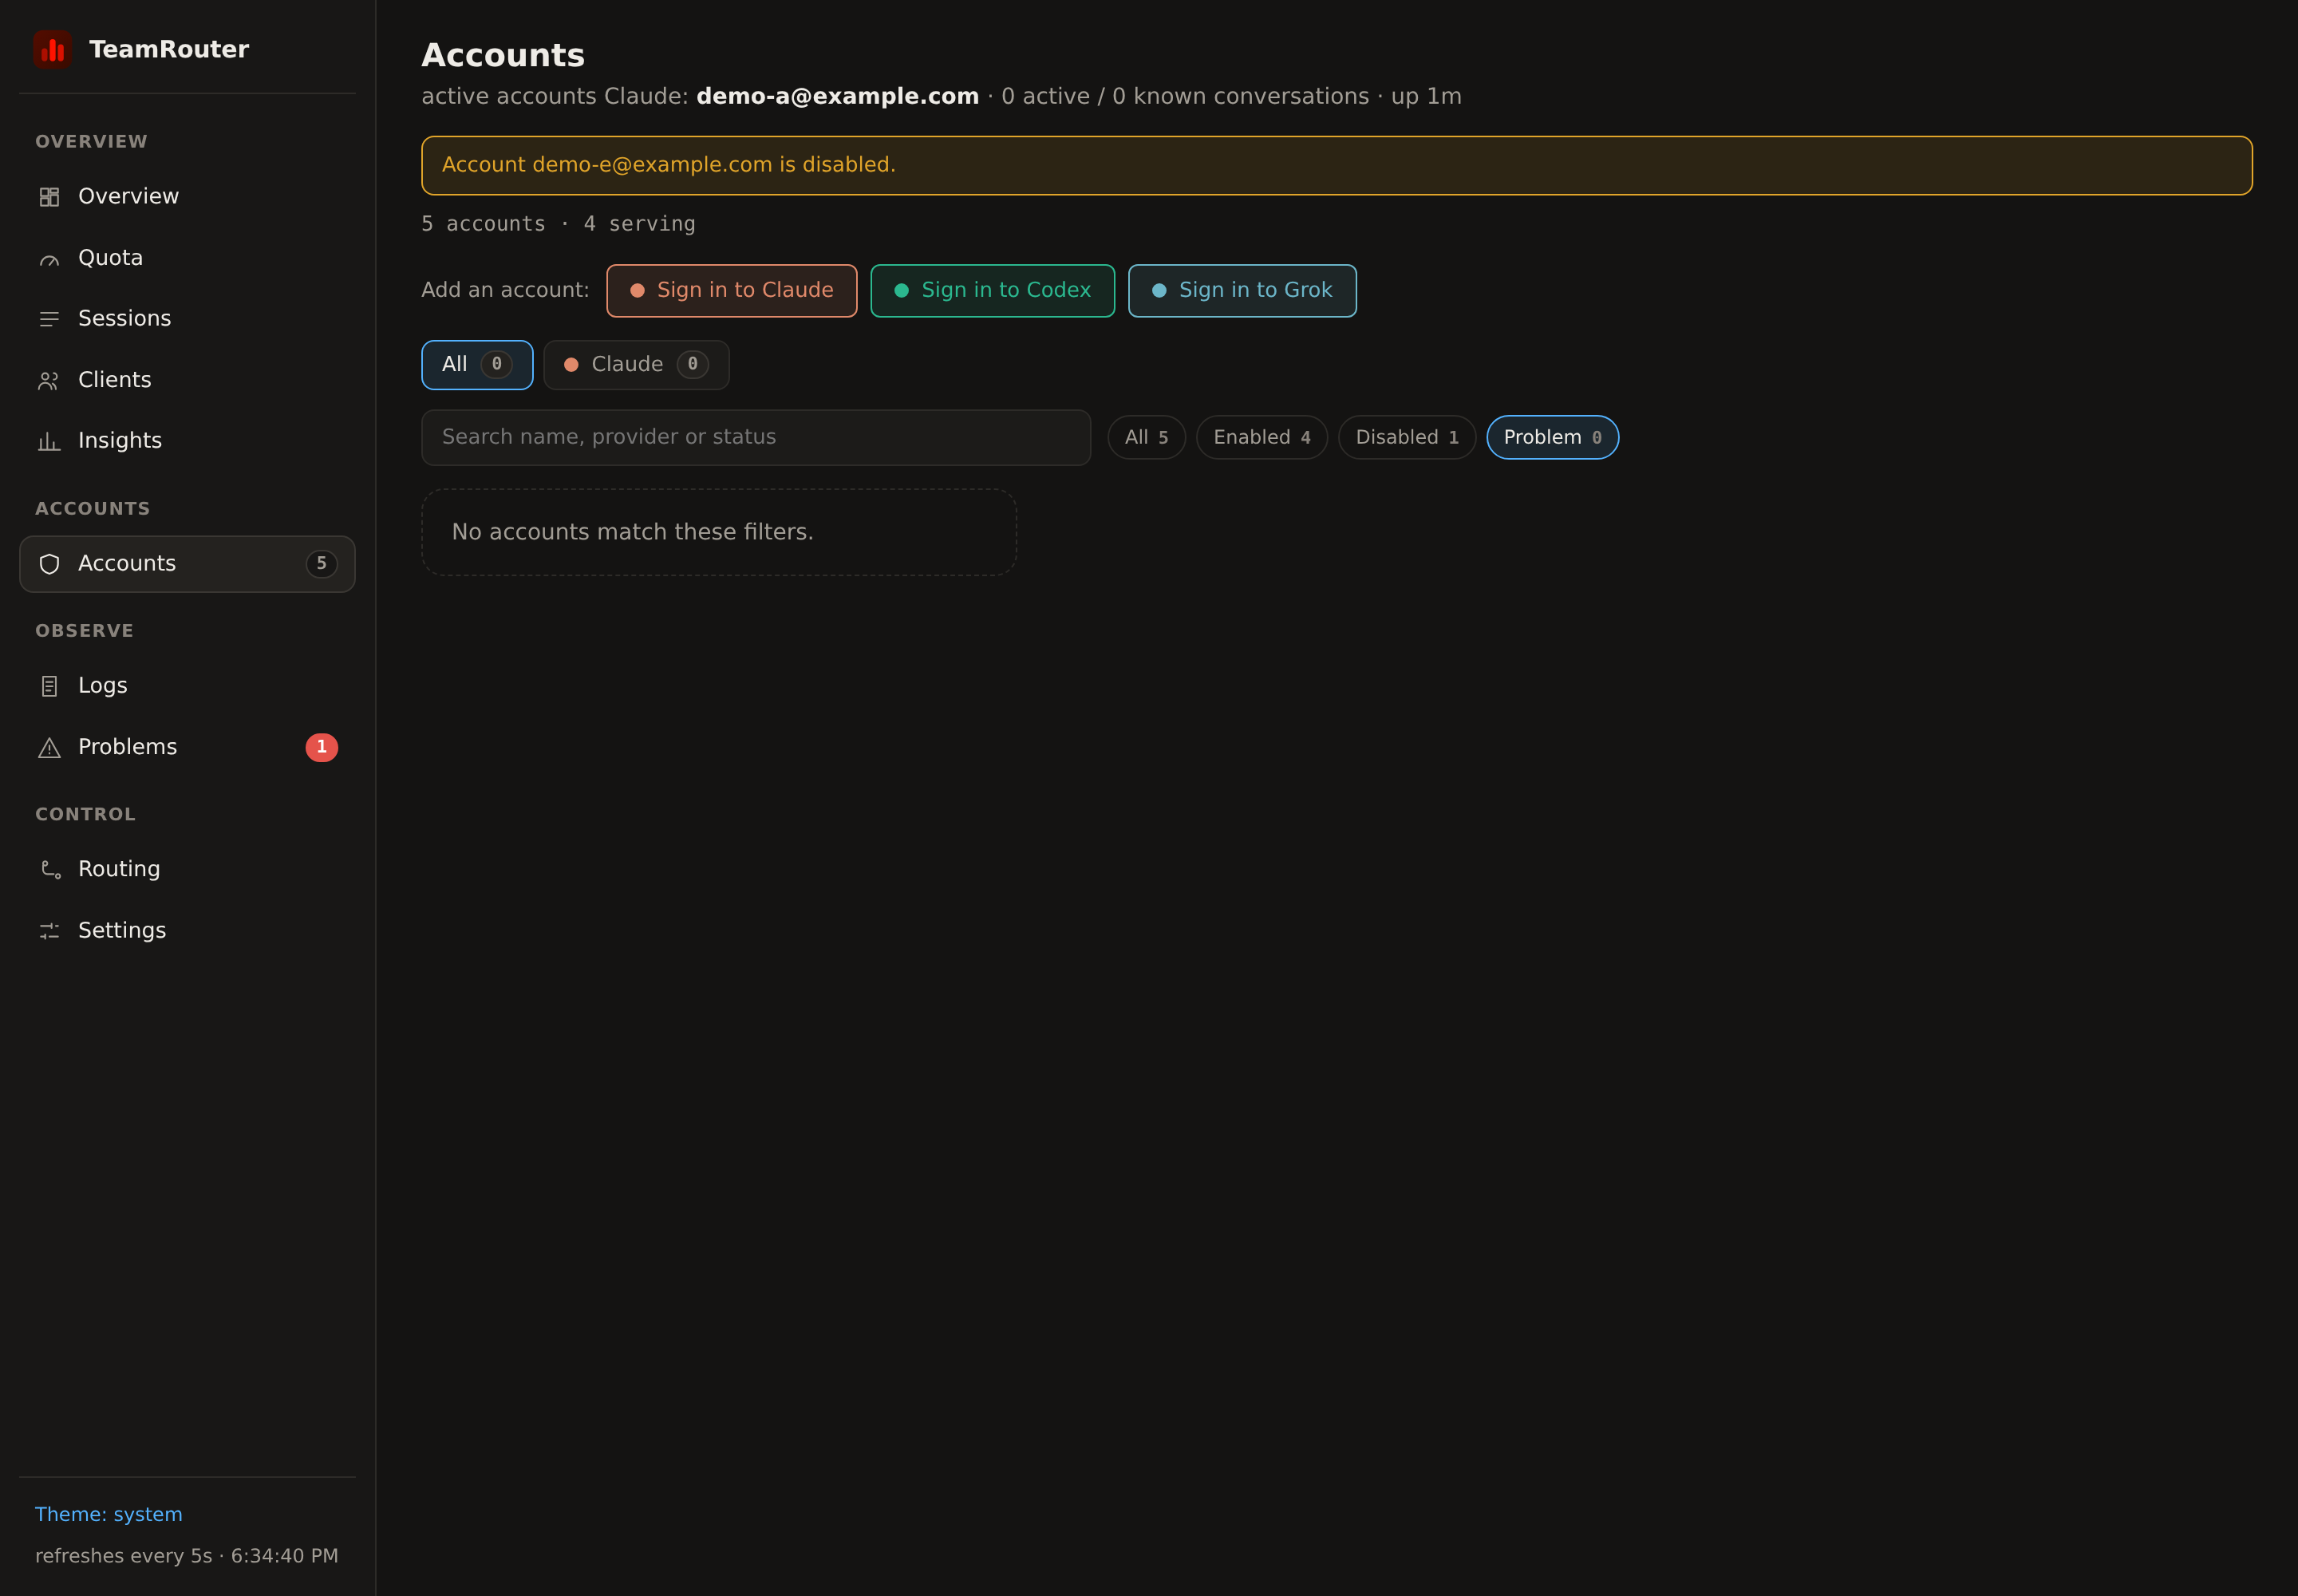 TeamRouter
OVERVIEW
Overview
Quota
Sessions
Clients
Insights
ACCOUNTS
Accounts 5
OBSERVE
Logs
Problems 1
CONTROL
Routing
Settings
Theme: system
refreshes every 5s · 6:34:40 PM
Accounts
active accounts Claude: demo-a@example.com · 0 active / 0 known conversations · up 1m
Account demo-e@example.com is disabled.
5 accounts · 4 serving
Add an account: Sign in to Claude Sign in to Codex Sign in to Grok
All 0 Claude 0
Search name, provider or status All 5 Enabled 4 Disabled 1 Problem 0
No accounts match these filters.